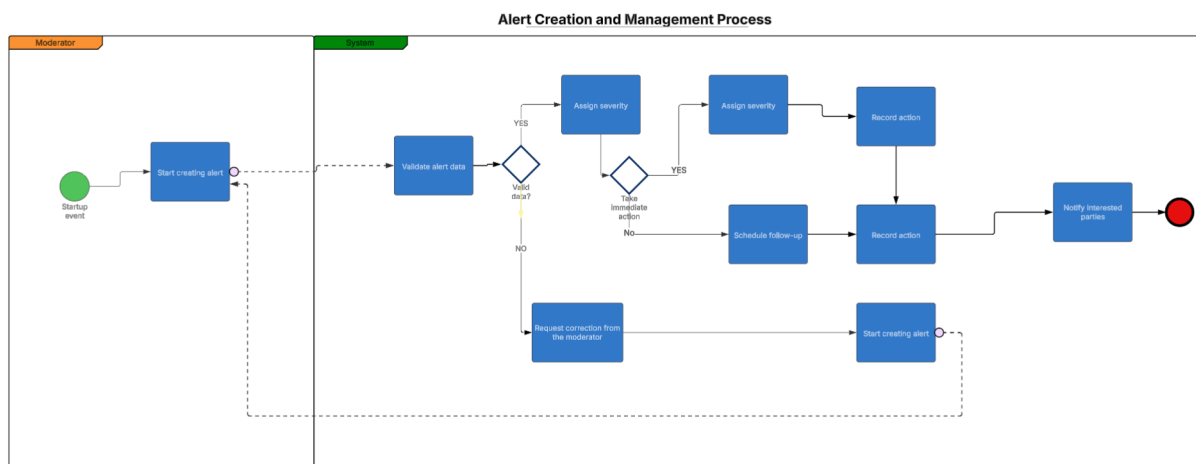 Alert Creation and Management Process
Moderator
System
Startup
event
Start creating alert
Validate alert data
YES
Valid
data?
NO
Assign severity
Take
immediate
action
YES
No
Assign severity
Record action
Schedule follow-up
Record action
Notify Interested
parties
Request correction from
the moderator
Start creating alert